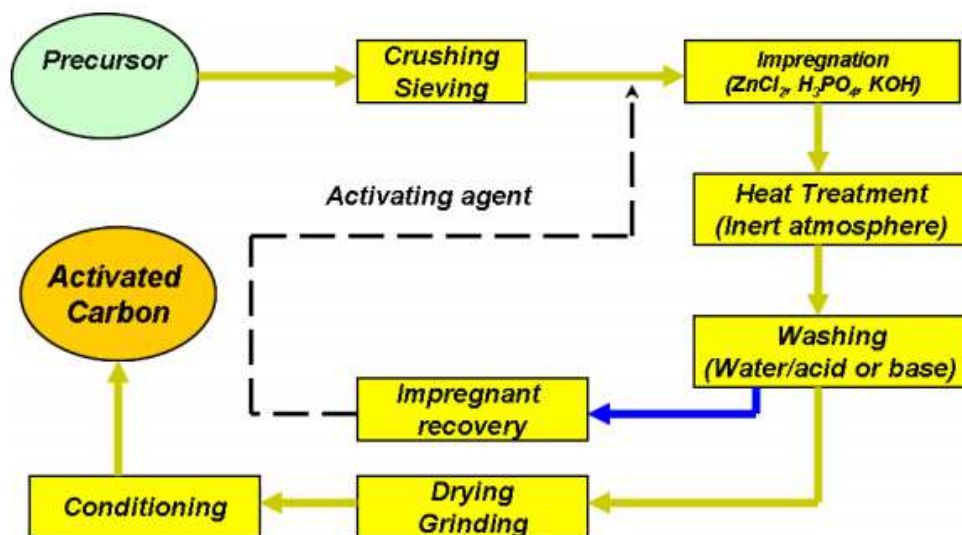 Precursor
Crushing
Sieving
Impregnation
(ZnCl₂, H₃PO₄, KOH)
Activating agent
Heat Treatment
(Inert atmosphere)
Activated
Carbon
Washing
(Water/acid or base)
Impregnant
recovery
Conditioning
Drying
Grinding